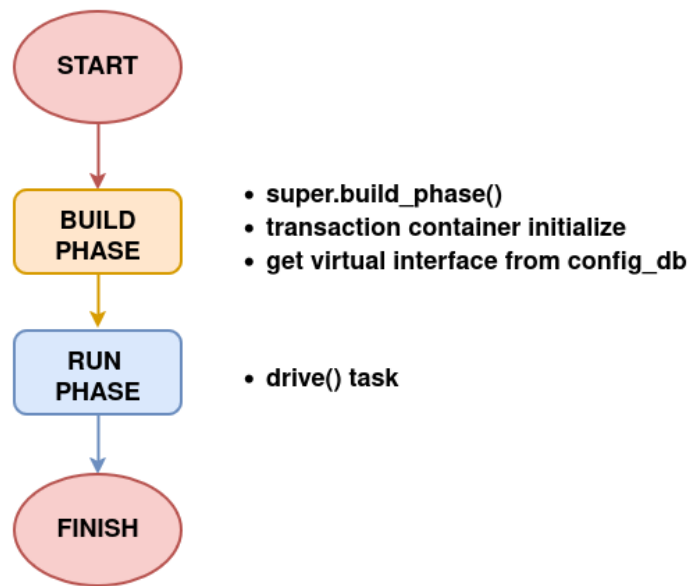 START
BUILD
PHASE
• super.build_phase()
• transaction container initialize
• get virtual interface from config_db
RUN
PHASE
• drive() task
FINISH